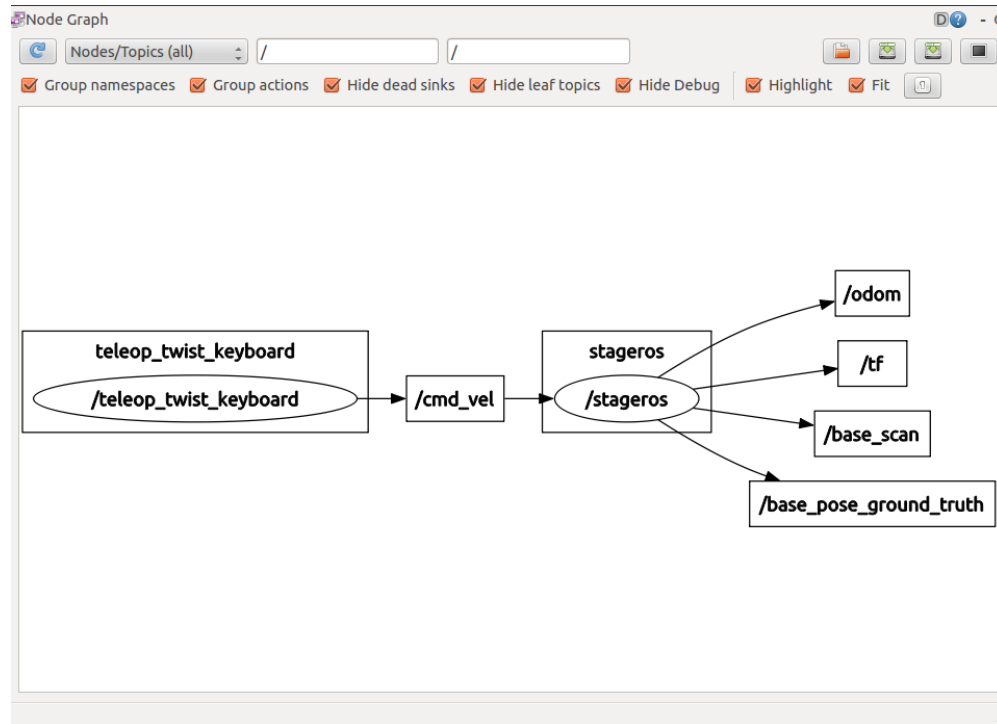 Node Graph
D ? -
Nodes/Topics (all) / /
Group namespaces Group actions Hide dead sinks Hide leaf topics Hide Debug Highlight Fit
/odom
teleop_twist_keyboard stageros
/tf
/teleop_twist_keyboard /cmd_vel /stageros
/base_scan
/base_pose_ground_truth